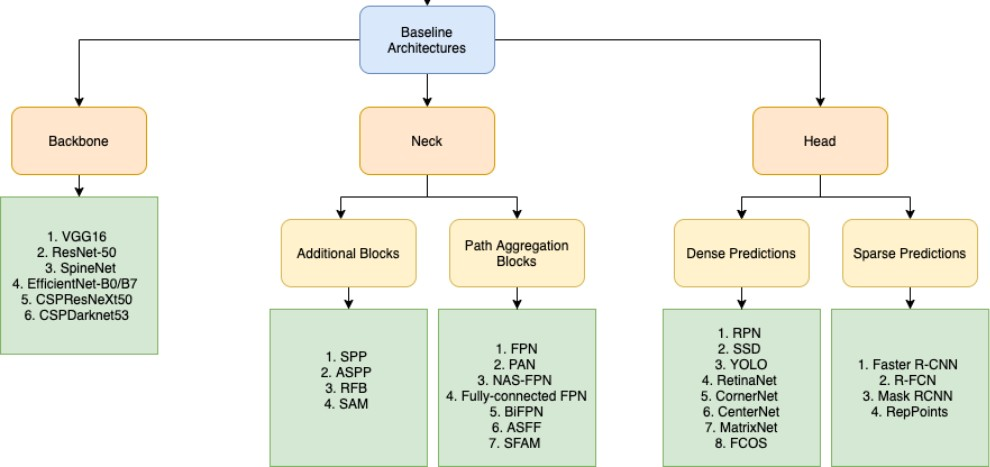 Baseline
Architectures
Backbone
Neck
Head
1. VGG16
2. ResNet-50
3. SpineNet
4. EfficientNet-B0/B7
5. CSPResNeXt50
6. CSPDarknet53
Additional Blocks
Path Aggregation
Blocks
Dense Predictions
Sparse Predictions
1. SPP
2. ASPP
3. RFB
4. SAM
1. FPN
2. PAN
3. NAS-FPN
4. Fully-connected FPN
5. BiFPN
6. ASFF
7. SFAM
1. RPN
2. SSD
3. YOLO
4. RetinaNet
5. CornerNet
6. CenterNet
7. MatrixNet
8. FCOS
1. Faster R-CNN
2. R-FCN
3. Mask RCNN
4. RepPoints